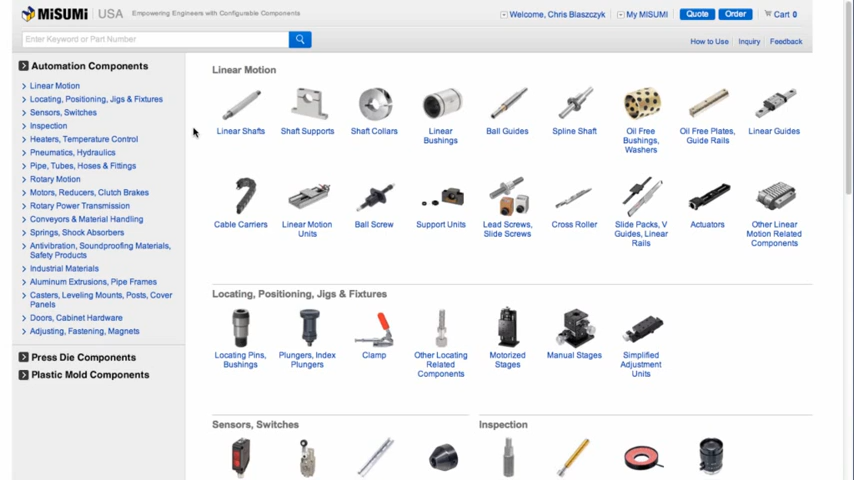 MiSUMi USA Empowering Engineers with Configurable Components
Welcome, Chris Blaszczyk My MISUMI Quote Order Cart 0
Enter Keyword or Part Number
How to Use Inquiry Feedback
Automation Components
Linear Motion
Locating, Positioning, Jigs & Fixtures
Sensors, Switches
Inspection
Heaters, Temperature Control
Pneumatics, Hydraulics
Pipe, Tubes, Hoses & Fittings
Rotary Motion
Motors, Reducers, Clutch Brakes
Rotary Power Transmission
Conveyors & Material Handling
Springs, Shock Absorbers
Antivibration, Soundproofing Materials,
Safety Products
Industrial Materials
Aluminum Extrusions, Pipe Frames
Casters, Leveling Mounts, Posts, Cover
Panels
Doors, Cabinet Hardware
Adjusting, Fastening, Magnets
Press Die Components
Plastic Mold Components
Linear Motion
Linear Shafts
Shaft Supports
Shaft Collars
Linear
Bushings
Ball Guides
Spline Shaft
Oil Free
Bushings,
Washers
Oil Free Plates,
Guide Rails
Linear Guides
Cable Carriers
Linear Motion
Units
Ball Screw
Support Units
Lead Screws,
Slide Screws
Cross Roller
Slide Packs, V
Guides, Linear
Rails
Actuators
Other Linear
Motion Related
Components
Locating, Positioning, Jigs & Fixtures
Locating Pins,
Bushings
Plungers, Index
Plungers
Clamp
Other Locating
Related
Components
Motorized
Stages
Manual Stages
Simplified
Adjustment
Units
Sensors, Switches
Inspection